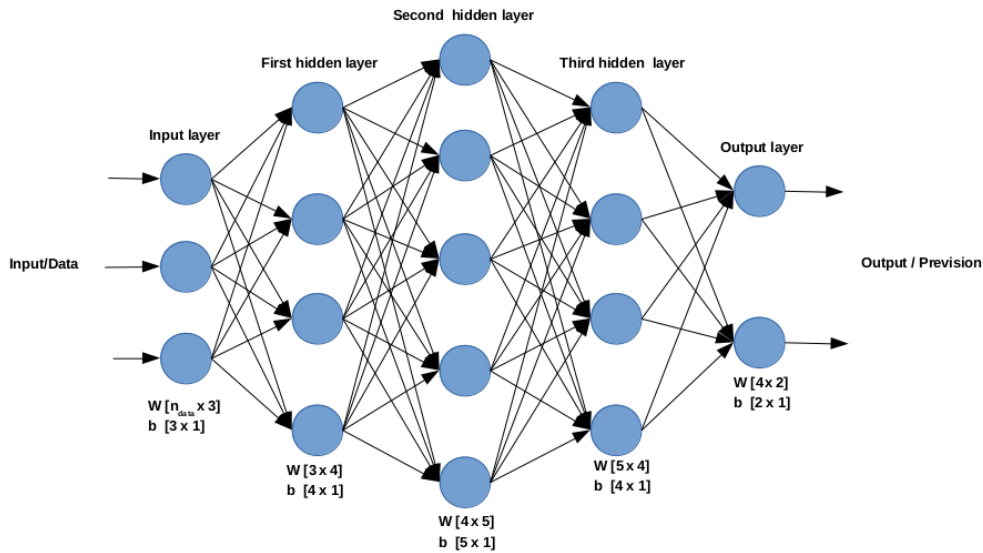 Second hidden layer
First hidden layer
Third hidden layer
Input layer
Output layer
Input/Data
Output / Prevision
W [n data x 3]
b [3 x 1]
W [3 x 4]
b [4 x 1]
W [4 x 5]
b [5 x 1]
W [5 x 4]
b [4 x 1]
W [4 x 2]
b [2 x 1]